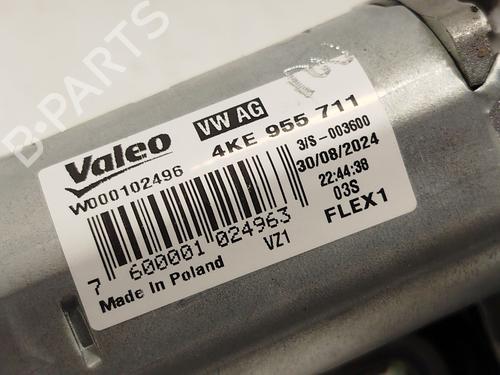 B-PARTS
Valeo
VW AG
4KE 955 711
W000102496
3/S-003600
30/08/2024
22:44:38
03S
FLEX1
7 600001 024963
VZ1
Made In Poland